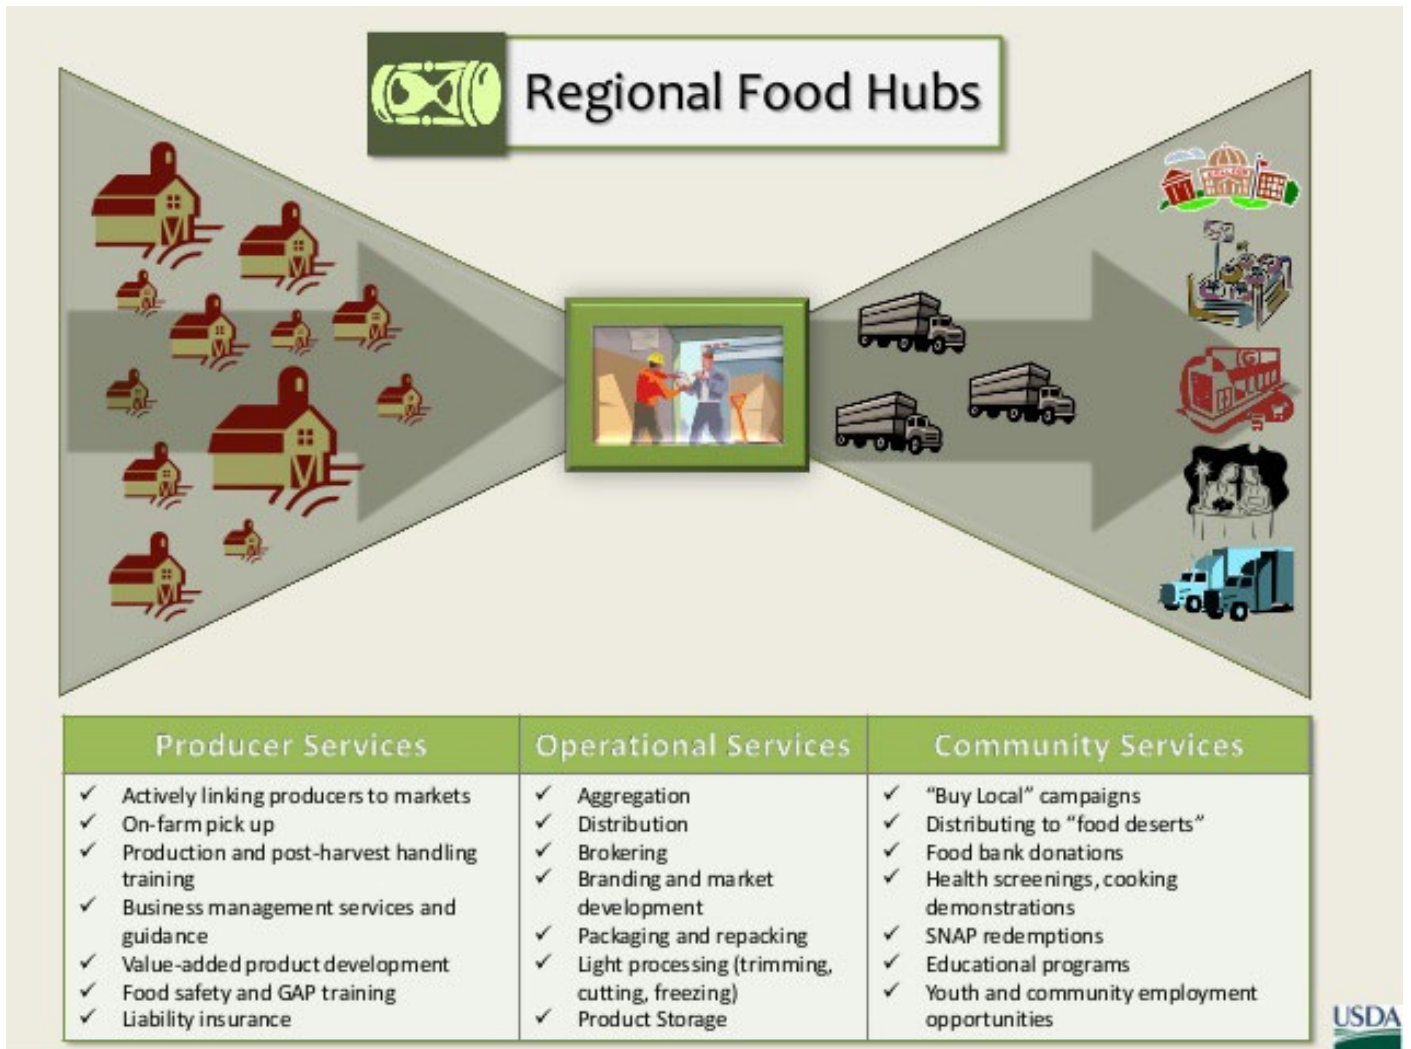 Regional Food Hubs
G
Producer Services
✓ Actively linking producers to markets
✓ On-farm pick up
✓ Production and post-harvest handling
training
✓ Business management services and
guidance
✓ Value-added product development
✓ Food safety and GAP training
✓ Liability insurance
Operational Services
✓ Aggregation
✓ Distribution
✓ Brokering
✓ Branding and market
development
✓ Packaging and repacking
✓ Light processing (trimming,
cutting, freezing)
✓ Product Storage
Community Services
✓ “Buy Local” campaigns
✓ Distributing to “food deserts”
✓ Food bank donations
✓ Health screenings, cooking
demonstrations
✓ SNAP redemptions
✓ Educational programs
✓ Youth and community employment
opportunities
USDA